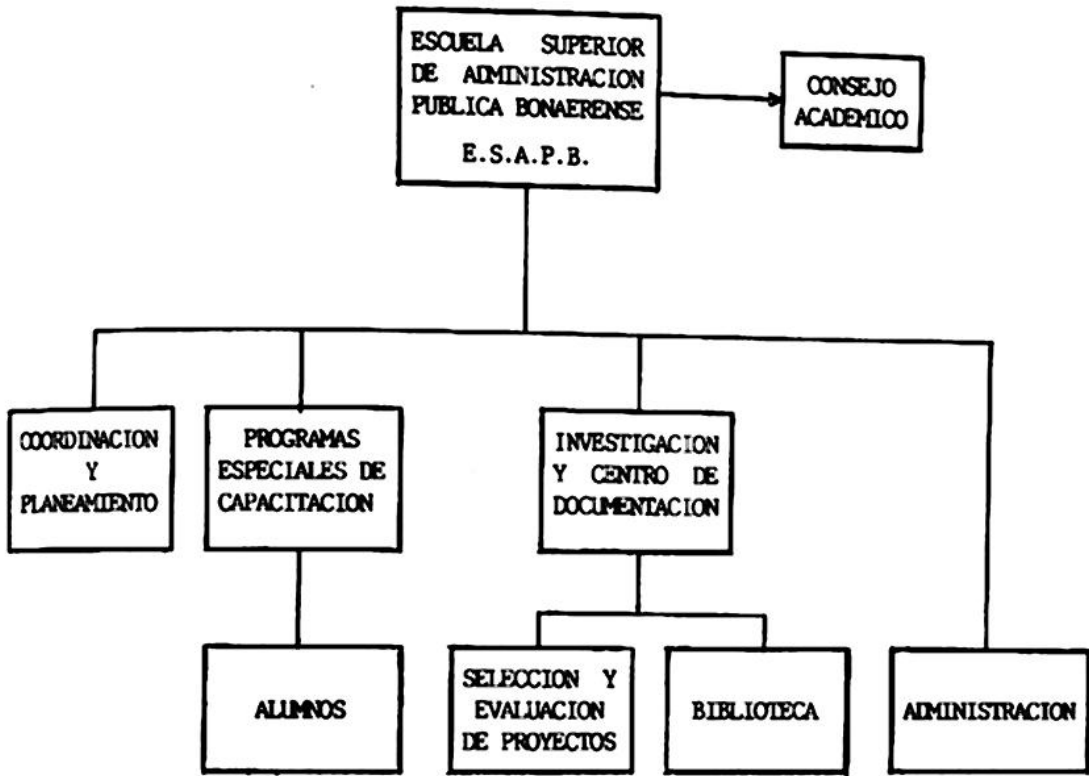 ESCUELA SUPERIOR
DE ADMINISTRACION
PUBLICA BONAERENSE
E.S.A.P.B.
CONSEJO
ACADEMICO
COORDINACION
Y
PLANEAMIENTO
PROGRAMAS
ESPECIALES DE
CAPACITACION
INVESTIGACION
Y CENTRO DE
DOCUMENTACION
ALUMNOS
SELECCION Y
EVALUACION
DE PROYECTOS
BIBLIOTECA
ADMINISTRACION